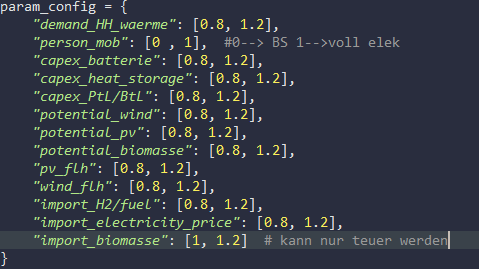 param_config = {
    "demand_HH_waerme": [0.8, 1.2],
    "person_mob": [0 , 1],  #0--> BS 1-->voll elek
    "capex_batterie": [0.8, 1.2],
    "capex_heat_storage": [0.8, 1.2],
    "capex_PtL/BtL": [0.8, 1.2],
    "potential_wind": [0.8, 1.2],
    "potential_pv": [0.8, 1.2],
    "potential_biomasse": [0.8, 1.2],
    "pv_flh": [0.8, 1.2],
    "wind_flh": [0.8, 1.2],
    "import_H2/fuel": [0.8, 1.2],
    "import_electricity_price": [0.8, 1.2],
    "import_biomasse": [1, 1.2]  # kann nur teuer werden
}